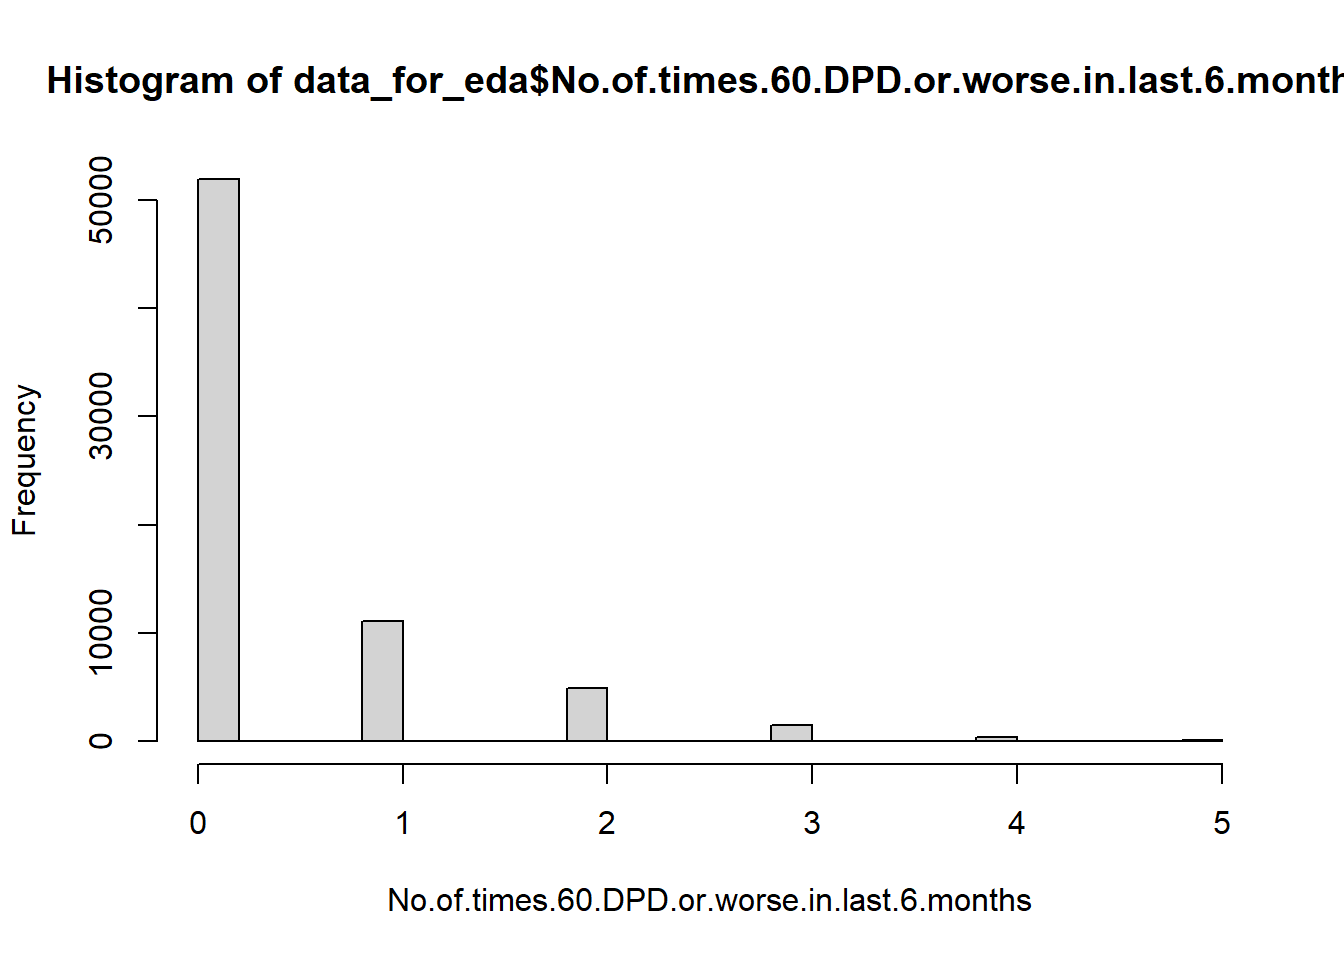 Histogram of data_for_eda$No.of.times.60.DPD.or.worse.in.last.6.month
Frequency
50000
30000
10000
0
0 1 2 3 4 5
No.of.times.60.DPD.or.worse.in.last.6.months